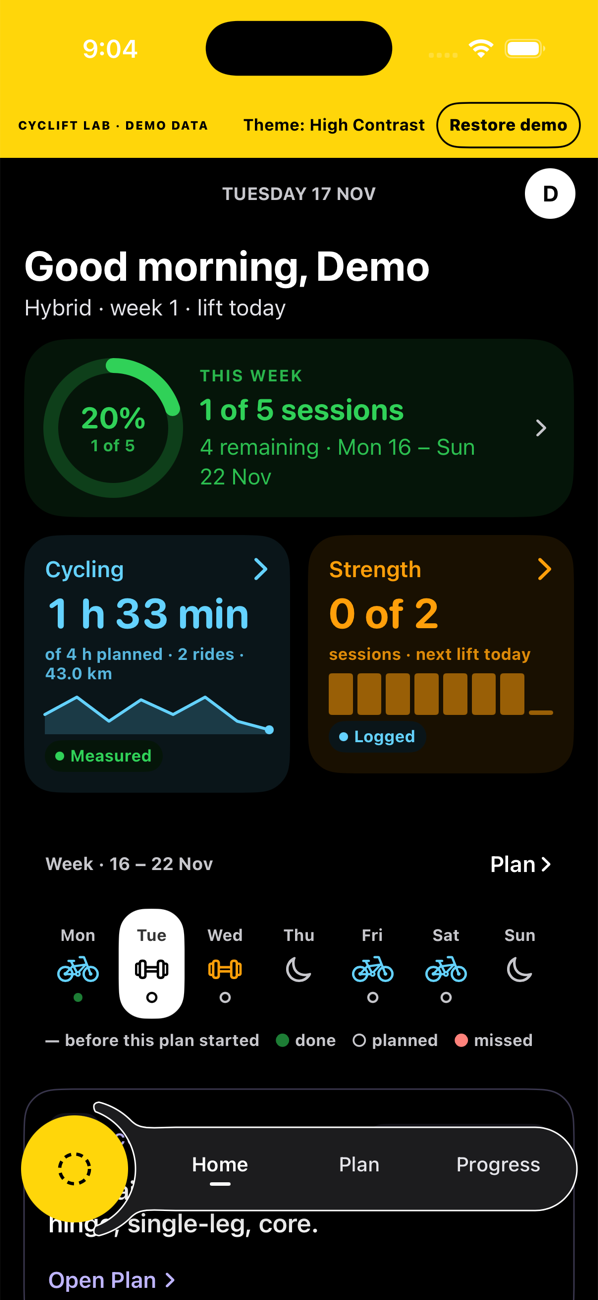 9:04
CYCLIFT LAB · DEMO DATA
Theme: High Contrast
Restore demo
TUESDAY 17 NOV
D
Good morning, Demo
Hybrid · week 1 · lift today
20%
1 of 5
THIS WEEK
1 of 5 sessions
4 remaining · Mon 16 – Sun
22 Nov
Cycling
1 h 33 min
of 4 h planned · 2 rides ·
43.0 km
Measured
Strength
0 of 2
sessions · next lift today
Logged
Week · 16 – 22 Nov
Plan
Mon Tue Wed Thu Fri Sat Sun
— before this plan started done planned missed
Home Plan Progress
single-leg, core.
Open Plan